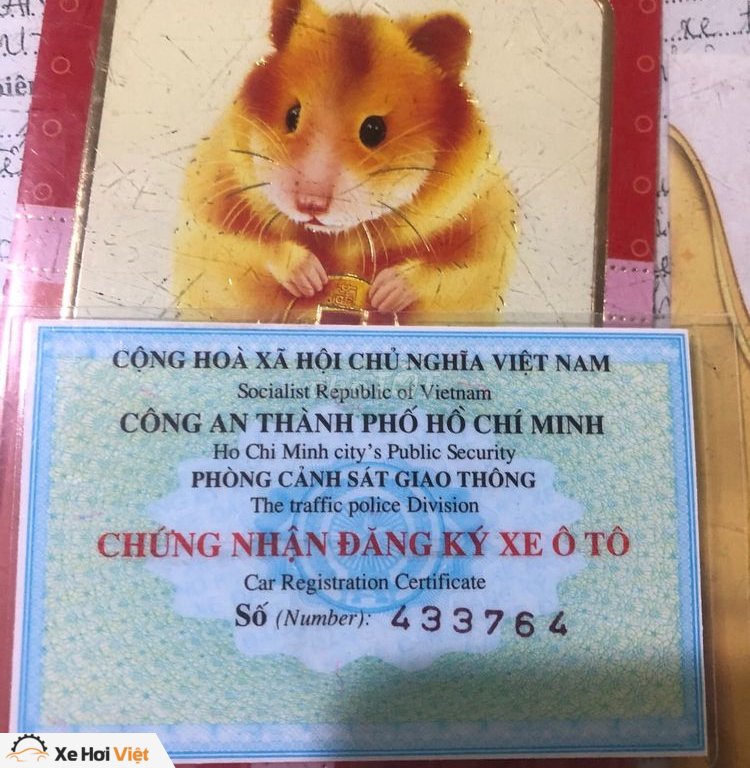 xe
CỘNG HOÀ XÃ HỘI CHỦ NGHĨA VIỆT NAM
Socialist Republic of Vietnam
CÔNG AN THÀNH PHỐ HỒ CHÍ MINH
Ho Chi Minh city's Public Security
PHÒNG CẢNH SÁT GIAO THÔNG
The traffic police Division
CHỨNG NHẬN ĐĂNG KÝ XE Ô TÔ
Car Registration Certificate
Số (Number): 433764
Xe Hơi Việt